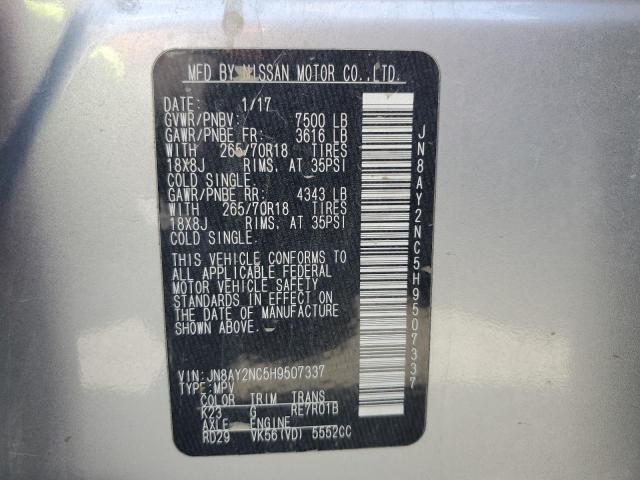 MFD BY NISSAN MOTOR CO.,LTD.
DATE: 1/17
GVWR/PNBV: 7500 LB
GAWR/PNBE FR: 3616 LB
WITH 265/70R18 TIRES
18X8J RIMS, AT 35PSI
COLD SINGLE.
GAWR/PNBE RR: 4343 LB
WITH 265/70R18 TIRES
18X8J RIMS, AT 35PSI
COLD SINGLE.
THIS VEHICLE CONFORMS TO
ALL APPLICABLE FEDERAL
MOTOR VEHICLE SAFETY
STANDARDS IN EFFECT ON
THE DATE OF MANUFACTURE
SHOWN ABOVE.
VIN: JN8AY2NC5H9507337
TYPE: MPV
COLOR TRIM TRANS
K23 G RE7R01B
AXLE ENGINE
RD29 VK56(VD) 5552CC
JN8AY2NC5H9507337